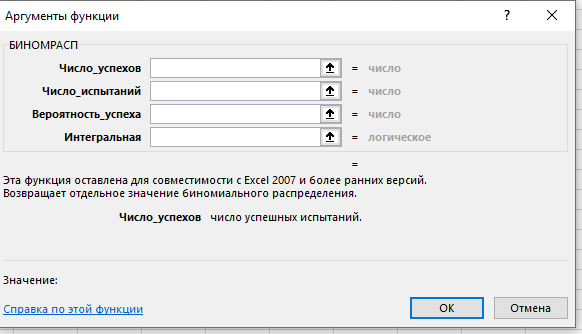 Аргументы функции ? ×
БИНОМРАСП
Число_успехов = число
Число_испытаний = число
Вероятность_успеха = число
Интегральная = логическое
=
Эта функция оставлена для совместимости с Excel 2007 и более ранних версий.
Возвращает отдельное значение биномиального распределения.
Число_успехов число успешных испытаний.
Значение:
Справка по этой функции
ОК Отмена